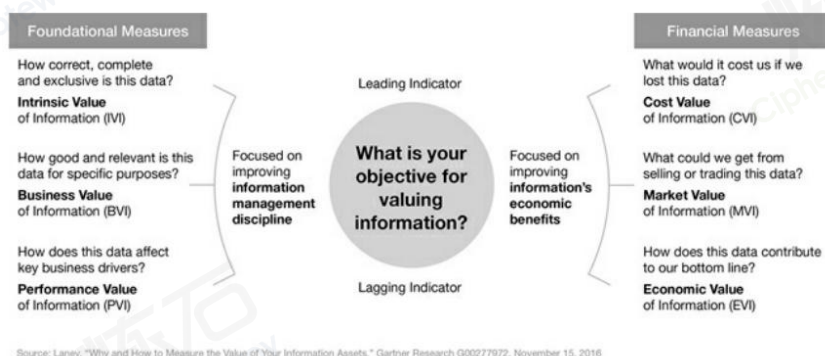 Foundational Measures
How correct, complete
and exclusive is this data?
Intrinsic Value
of Information (IVI)
How good and relevant is this
data for specific purposes?
Business Value
of Information (BVI)
How does this data affect
key business drivers?
Performance Value
of Information (PVI)
Focused on
improving
information
management
discipline
Leading Indicator
What is your
objective for
valuing
information?
Lagging Indicator
Focused on
improving
information's
economic
benefits
Financial Measures
What would it cost us if we
lost this data?
Cost Value
of Information (CVI)
What could we get from
selling or trading this data?
Market Value
of Information (MVI)
How does this data contribute
to our bottom line?
Economic Value
of Information (EVI)
Source: Laney, "Why and How to Measure the Value of Your Information Assets," Gartner Research G00277972, November 15, 2016